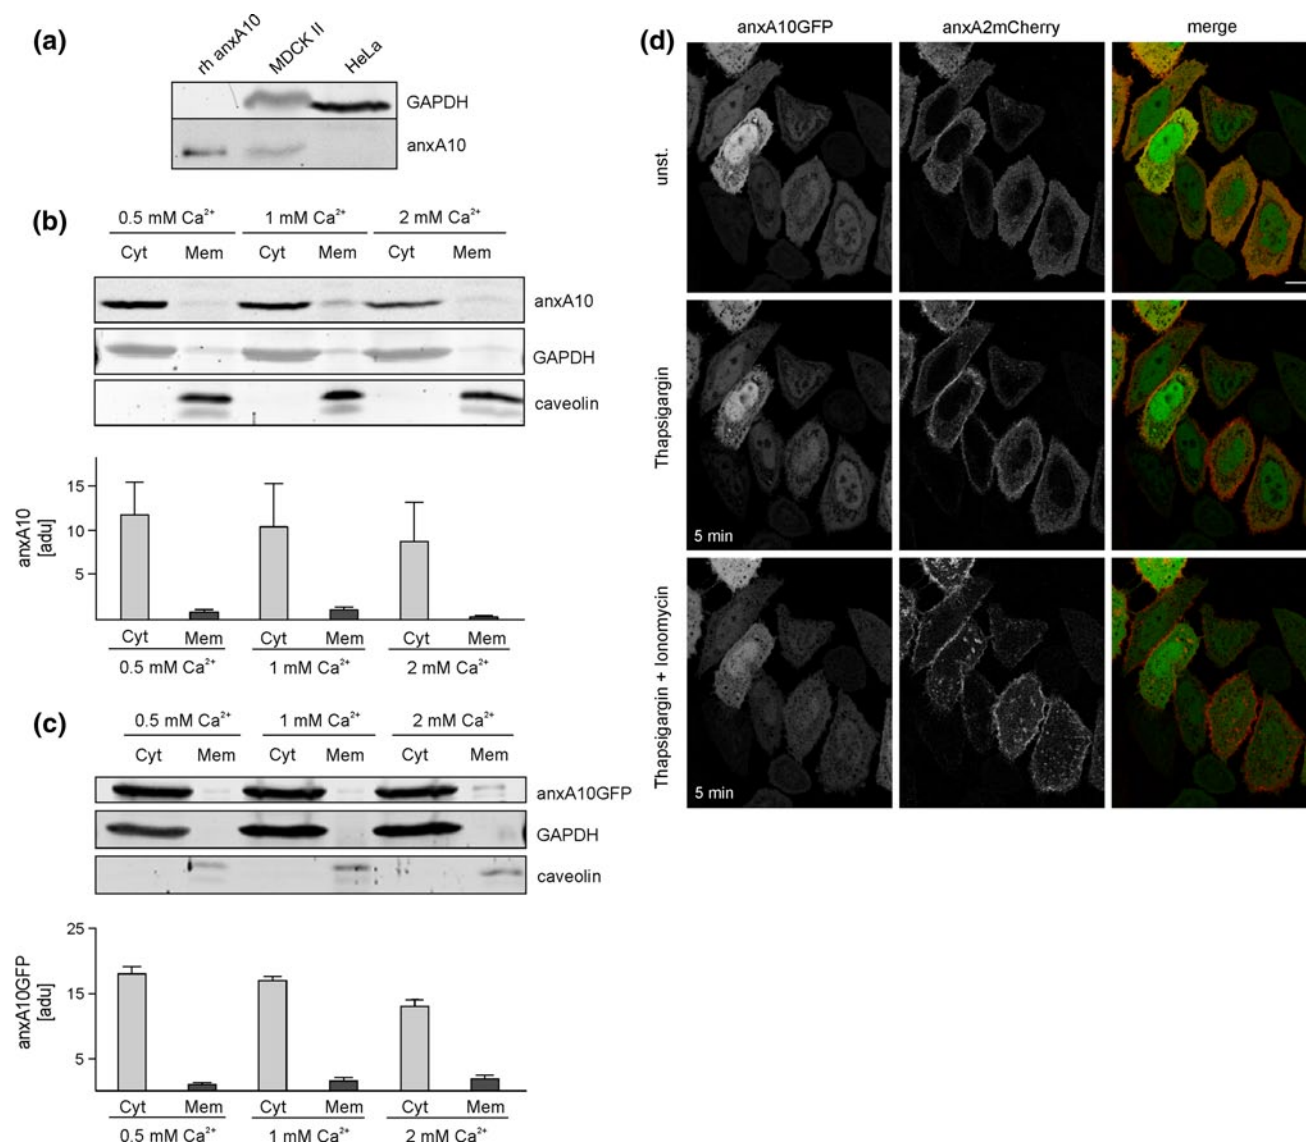 (a)
rh anxA10 MDCK II HeLa
GAPDH
anxA10
(b)
0.5 mM Ca²⁺ 1 mM Ca²⁺ 2 mM Ca²⁺
Cyt Mem Cyt Mem Cyt Mem
anxA10
GAPDH
caveolin
anxA10
[adu]
15
10
5
Cyt Mem Cyt Mem Cyt Mem
0.5 mM Ca²⁺ 1 mM Ca²⁺ 2 mM Ca²⁺
(c)
0.5 mM Ca²⁺ 1 mM Ca²⁺ 2 mM Ca²⁺
Cyt Mem Cyt Mem Cyt Mem
anxA10GFP
GAPDH
caveolin
anxA10GFP
[adu]
25
15
5
Cyt Mem Cyt Mem Cyt Mem
0.5 mM Ca²⁺ 1 mM Ca²⁺ 2 mM Ca²⁺
(d)
anxA10GFP anxA2mCherry merge
unst.
Thapsigargin
5 min
Thapsigargin + Ionomycin
5 min